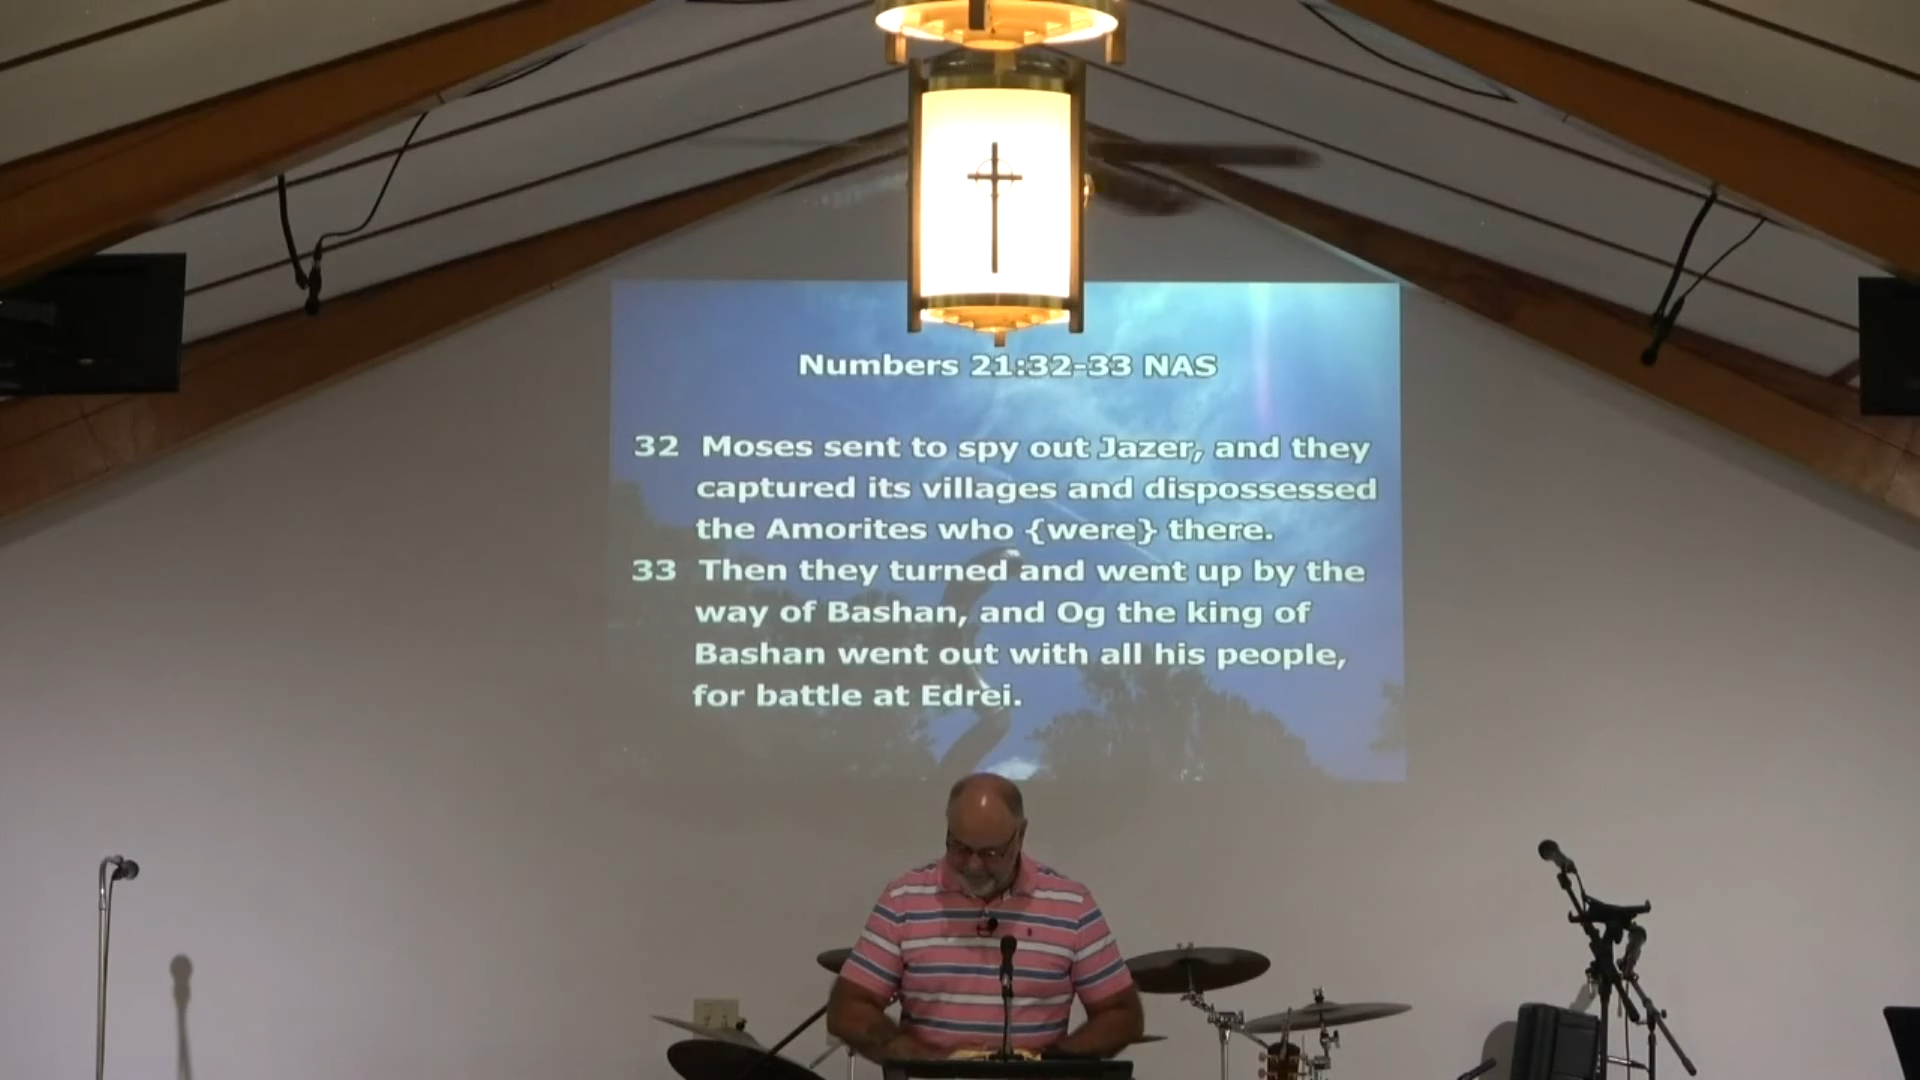 Numbers 21:32-33 NAS
32 Moses sent to spy out Jazer, and they
captured its villages and dispossessed
the Amorites who {were} there.
33 Then they turned and went up by the
way of Bashan, and Og the king of
Bashan went out with all his people,
for battle at Edrei.